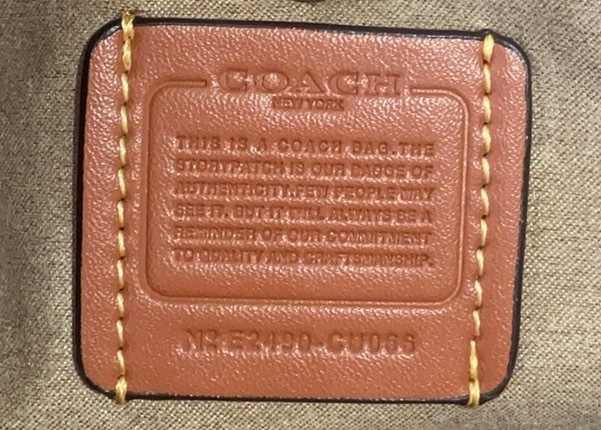 COACH
NEW YORK
THIS IS A COACH BAG. THE
STORYPATCH IS OUR BADGE OF
AUTHENTICITY. FEW PEOPLE MAY
SEE IT. BUT IT WILL ALWAYS BE A
REMINDER OF OUR COMMITMENT
TO QUALITY AND CRAFTSMANSHIP.
Nº E2490-CU066